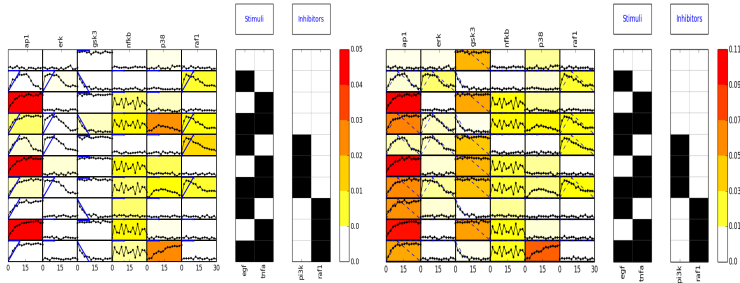 Stimuli Inhibitors
ap1 erk gsk3 nfkb p38 raf1
0.05
0.04
0.03
0.01
0.01
0.0
0 15 0 15 0 15 0 15 0 15 0 15 30
egf tnfa pi3k raf1
Stimuli Inhibitors
ap1 erk gsk3 nfkb p38 raf1
0.11
0.09
0.07
0.05
0.03
0.01
0.0
0 15 0 15 0 15 0 15 0 15 0 15 30
egf tnfa pi3k raf1